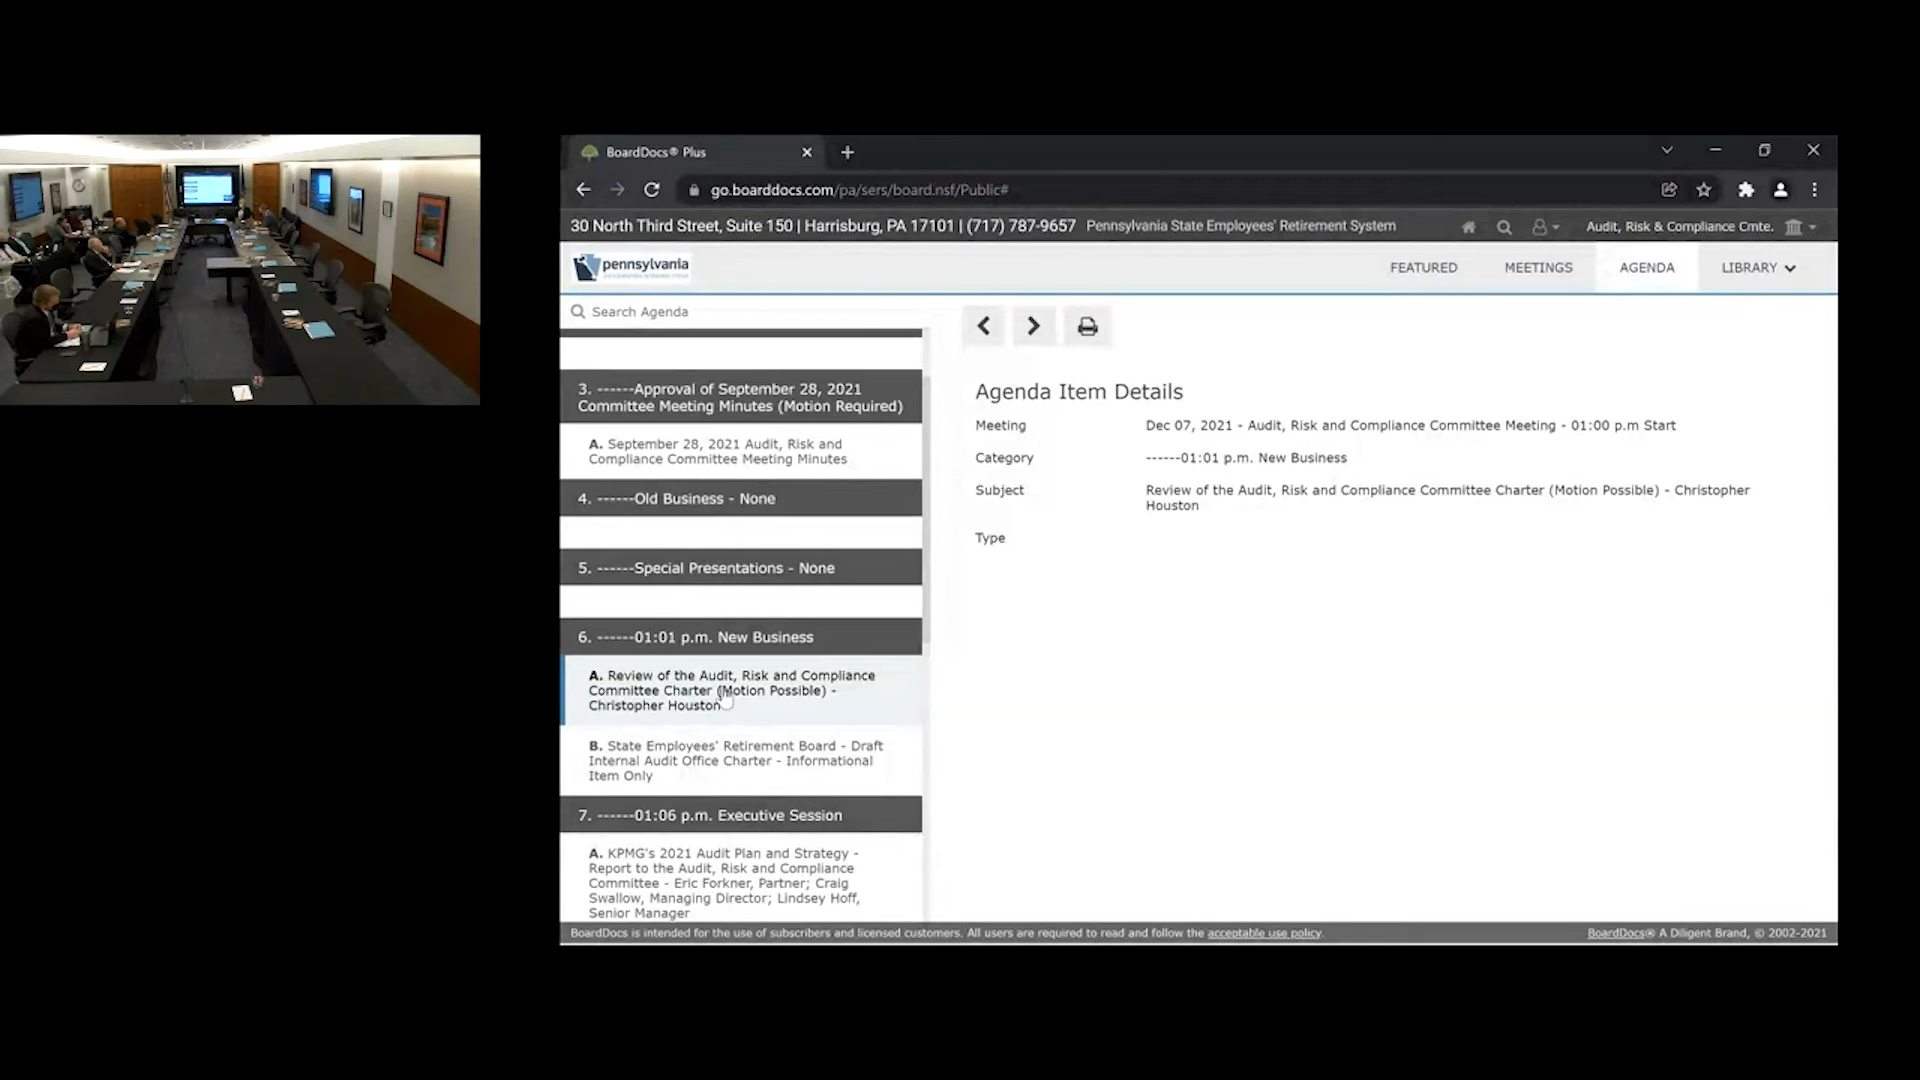 BoardDocs® Plus
go.boarddocs.com/pa/sers/board.nsf/Public#
30 North Third Street, Suite 150 | Harrisburg, PA 17101 | (717) 787-9657 Pennsylvania State Employees' Retirement System
Audit, Risk & Compliance Cmte.
pennsylvania
FEATURED MEETINGS AGENDA LIBRARY
Search Agenda
3. ------Approval of September 28, 2021
Committee Meeting Minutes (Motion Required)
A. September 28, 2021 Audit, Risk and
Compliance Committee Meeting Minutes
4. ------Old Business - None
5. ------Special Presentations - None
6. ------01:01 p.m. New Business
A. Review of the Audit, Risk and Compliance
Committee Charter (Motion Possible) -
Christopher Houston
B. State Employees' Retirement Board - Draft
Internal Audit Office Charter - Informational
Item Only
7. ------01:06 p.m. Executive Session
A. KPMG's 2021 Audit Plan and Strategy -
Report to the Audit, Risk and Compliance
Committee - Eric Forkner, Partner; Craig
Swallow, Managing Director; Lindsey Hoff,
Senior Manager
Agenda Item Details
Meeting Dec 07, 2021 - Audit, Risk and Compliance Committee Meeting - 01:00 p.m Start
Category ------01:01 p.m. New Business
Subject Review of the Audit, Risk and Compliance Committee Charter (Motion Possible) - Christopher
Houston
Type
BoardDocs is intended for the use of subscribers and licensed customers. All users are required to read and follow the acceptable use policy.
BoardDocs® A Diligent Brand, © 2002-2021